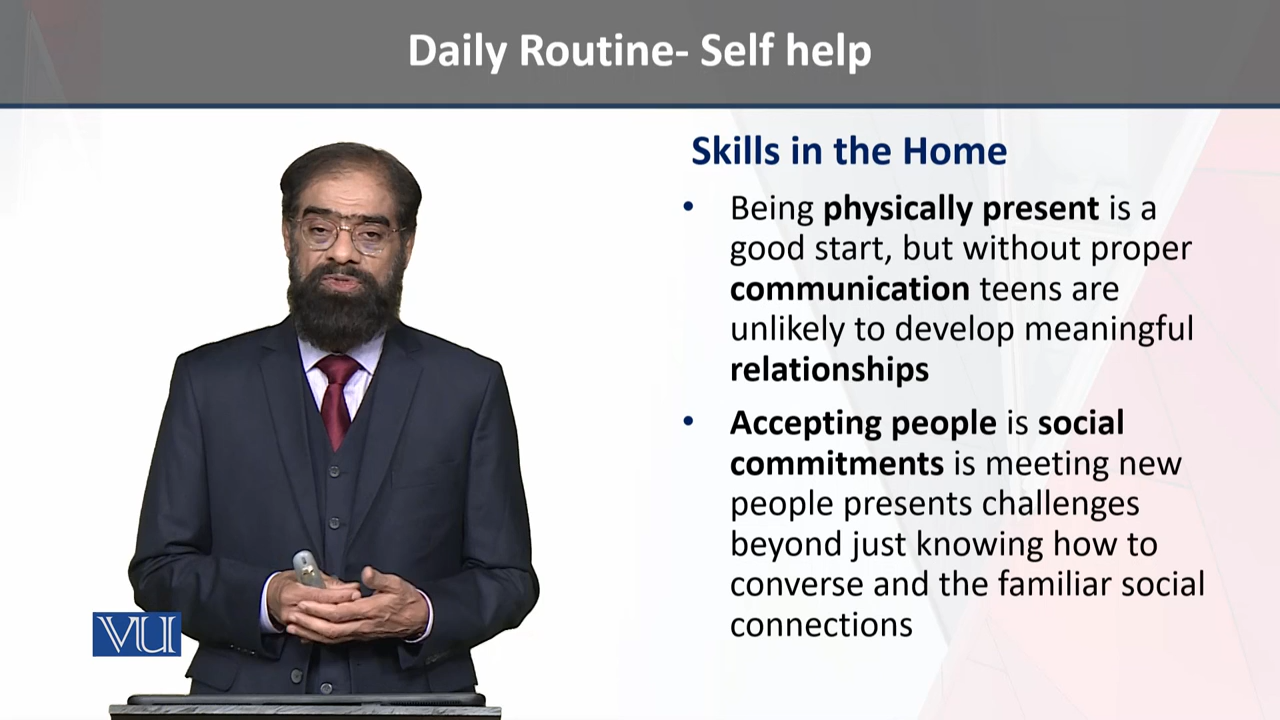 Daily Routine- Self help
Skills in the Home
• Being physically present is a
good start, but without proper
communication teens are
unlikely to develop meaningful
relationships
• Accepting people is social
commitments is meeting new
people presents challenges
beyond just knowing how to
converse and the familiar social
connections
VU